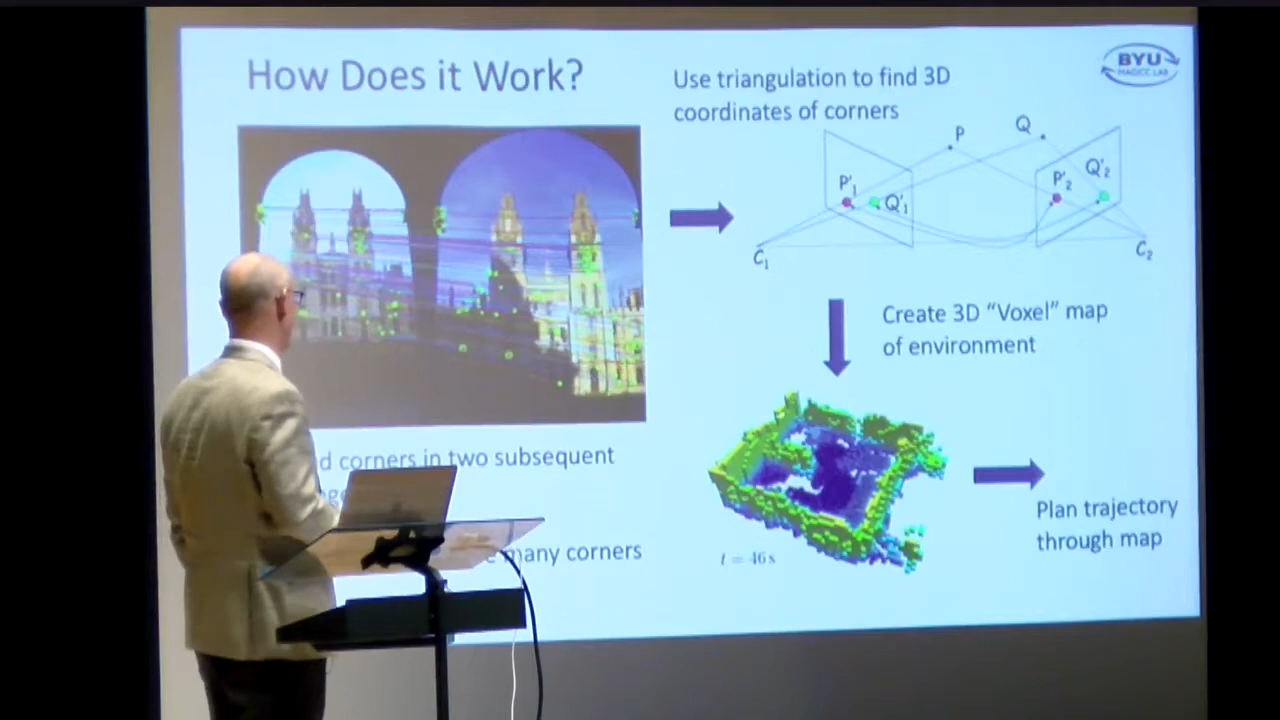 How Does it Work?
Use triangulation to find 3D
coordinates of corners
BYU
MAGICC LAB
P
Q
P'1
Q'1
P'2
Q'2
C1
C2
Create 3D "Voxel" map
of environment
d corners in two subsequent
many corners
t = 46 s
Plan trajectory
through map